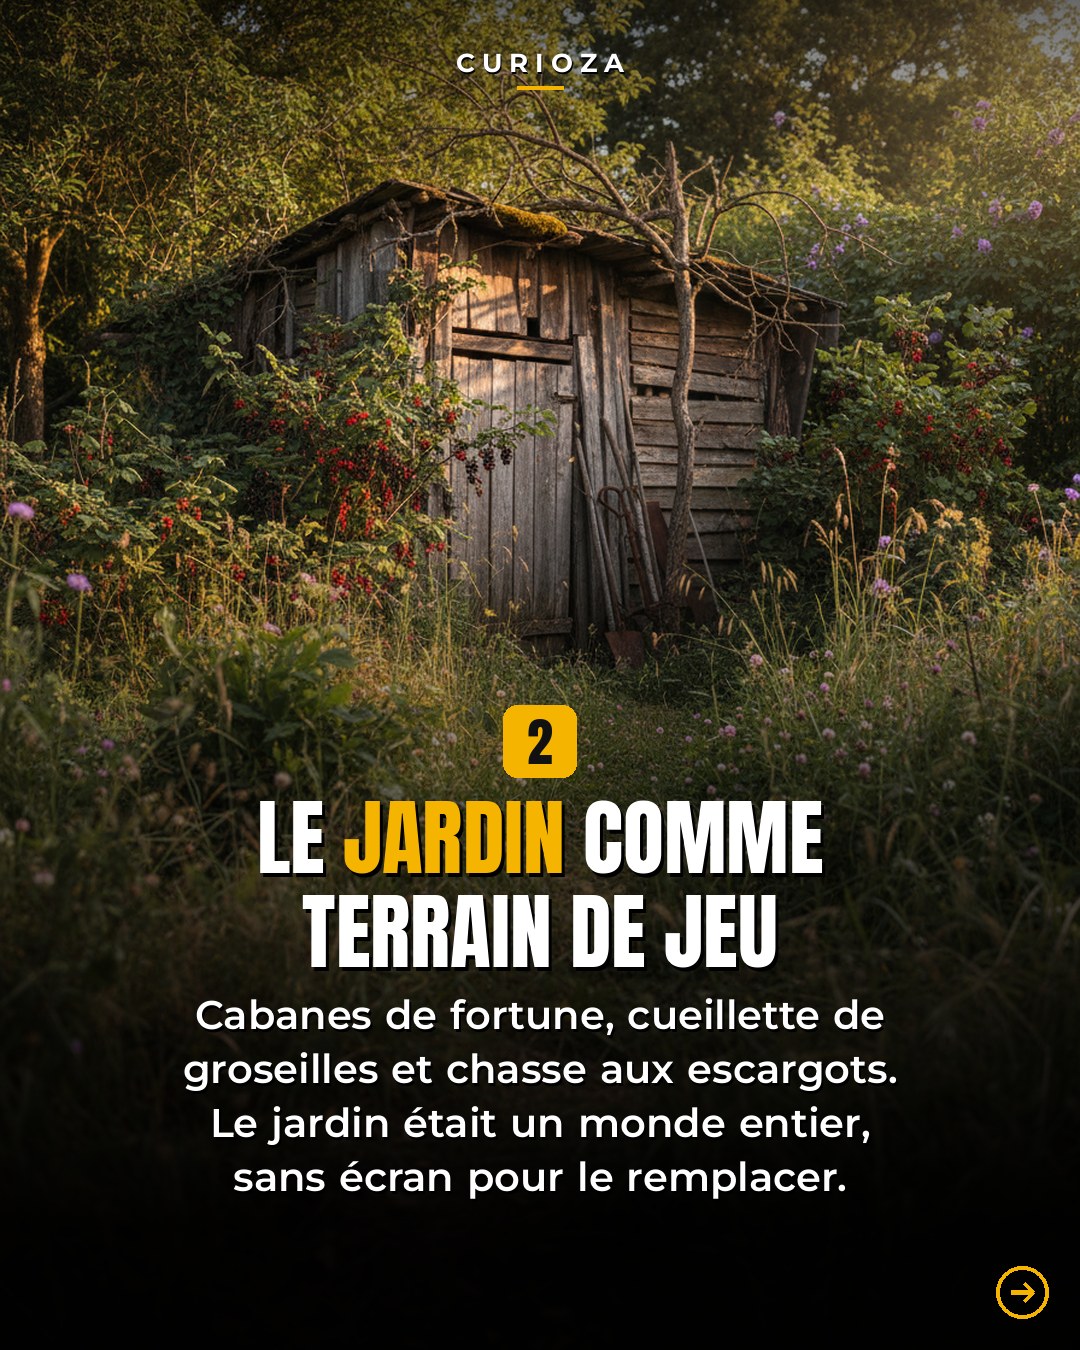 CURIOZA
2
LE JARDIN COMME
TERRAIN DE JEU
Cabanes de fortune, cueillette de
groseilles et chasse aux escargots.
Le jardin était un monde entier,
sans écran pour le remplacer.